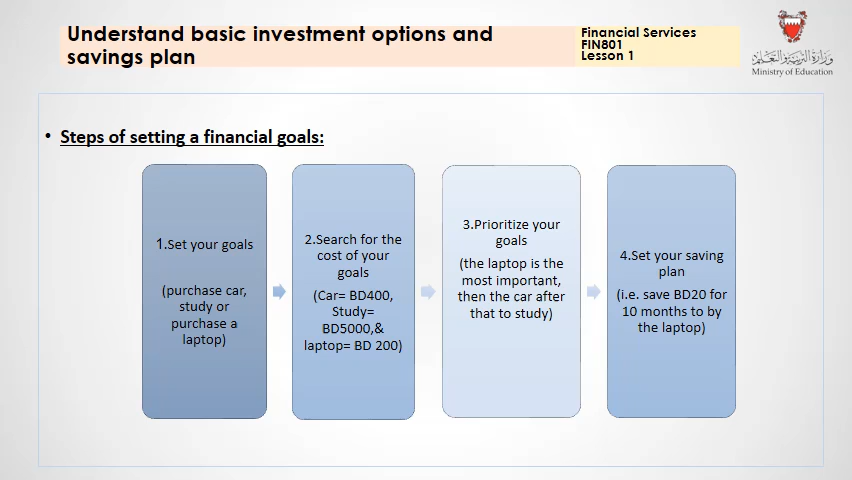 Understand basic investment options and
savings plan
Financial Services
FIN801
Lesson 1
وزارة التربية والتعليم
Ministry of Education
• Steps of setting a financial goals:
1.Set your goals
(purchase car,
study or
purchase a
laptop)
2.Search for the
cost of your
goals
(Car= BD400,
Study=
BD5000,&
laptop= BD 200)
3.Prioritize your
goals
(the laptop is the
most important,
then the car after
that to study)
4.Set your saving
plan
(i.e. save BD20 for
10 months to by
the laptop)